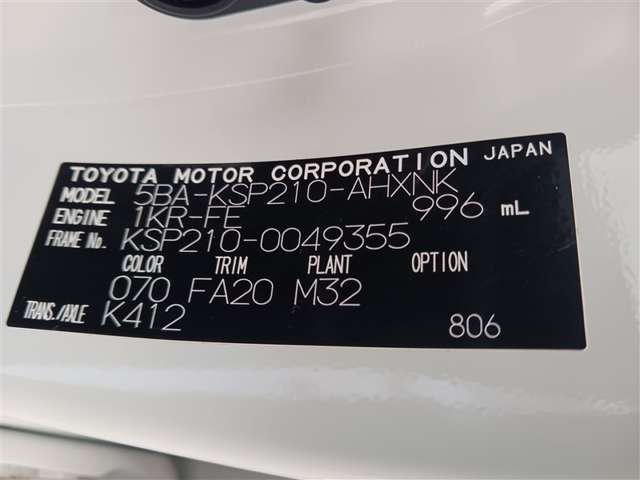 TOYOTA MOTOR CORPORATION JAPAN
MODEL 5BA-KSP210-AHXNK
ENGINE 1KR-FE 996 mL
FRAME No. KSP210-0049355
COLOR TRIM PLANT OPTION
070 FA20 M32
TRANS./AXLE K412
806